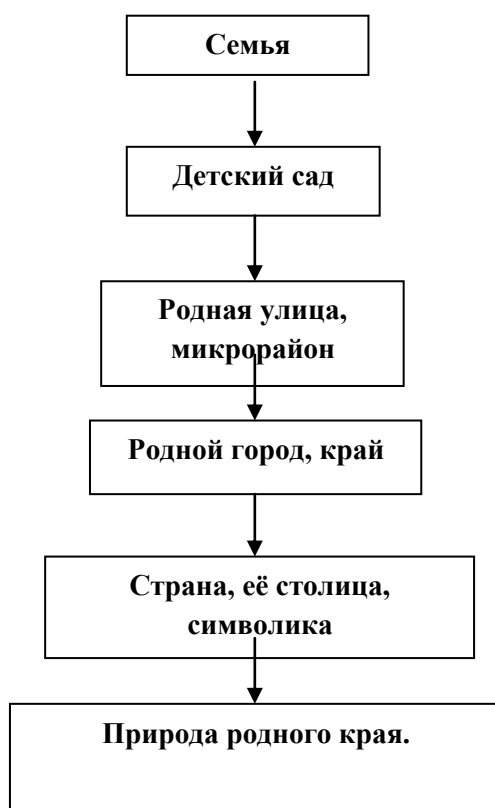 Семья
Детский сад
Родная улица,
микрорайон
Родной город, край
Страна, её столица,
символика
Природа родного края.